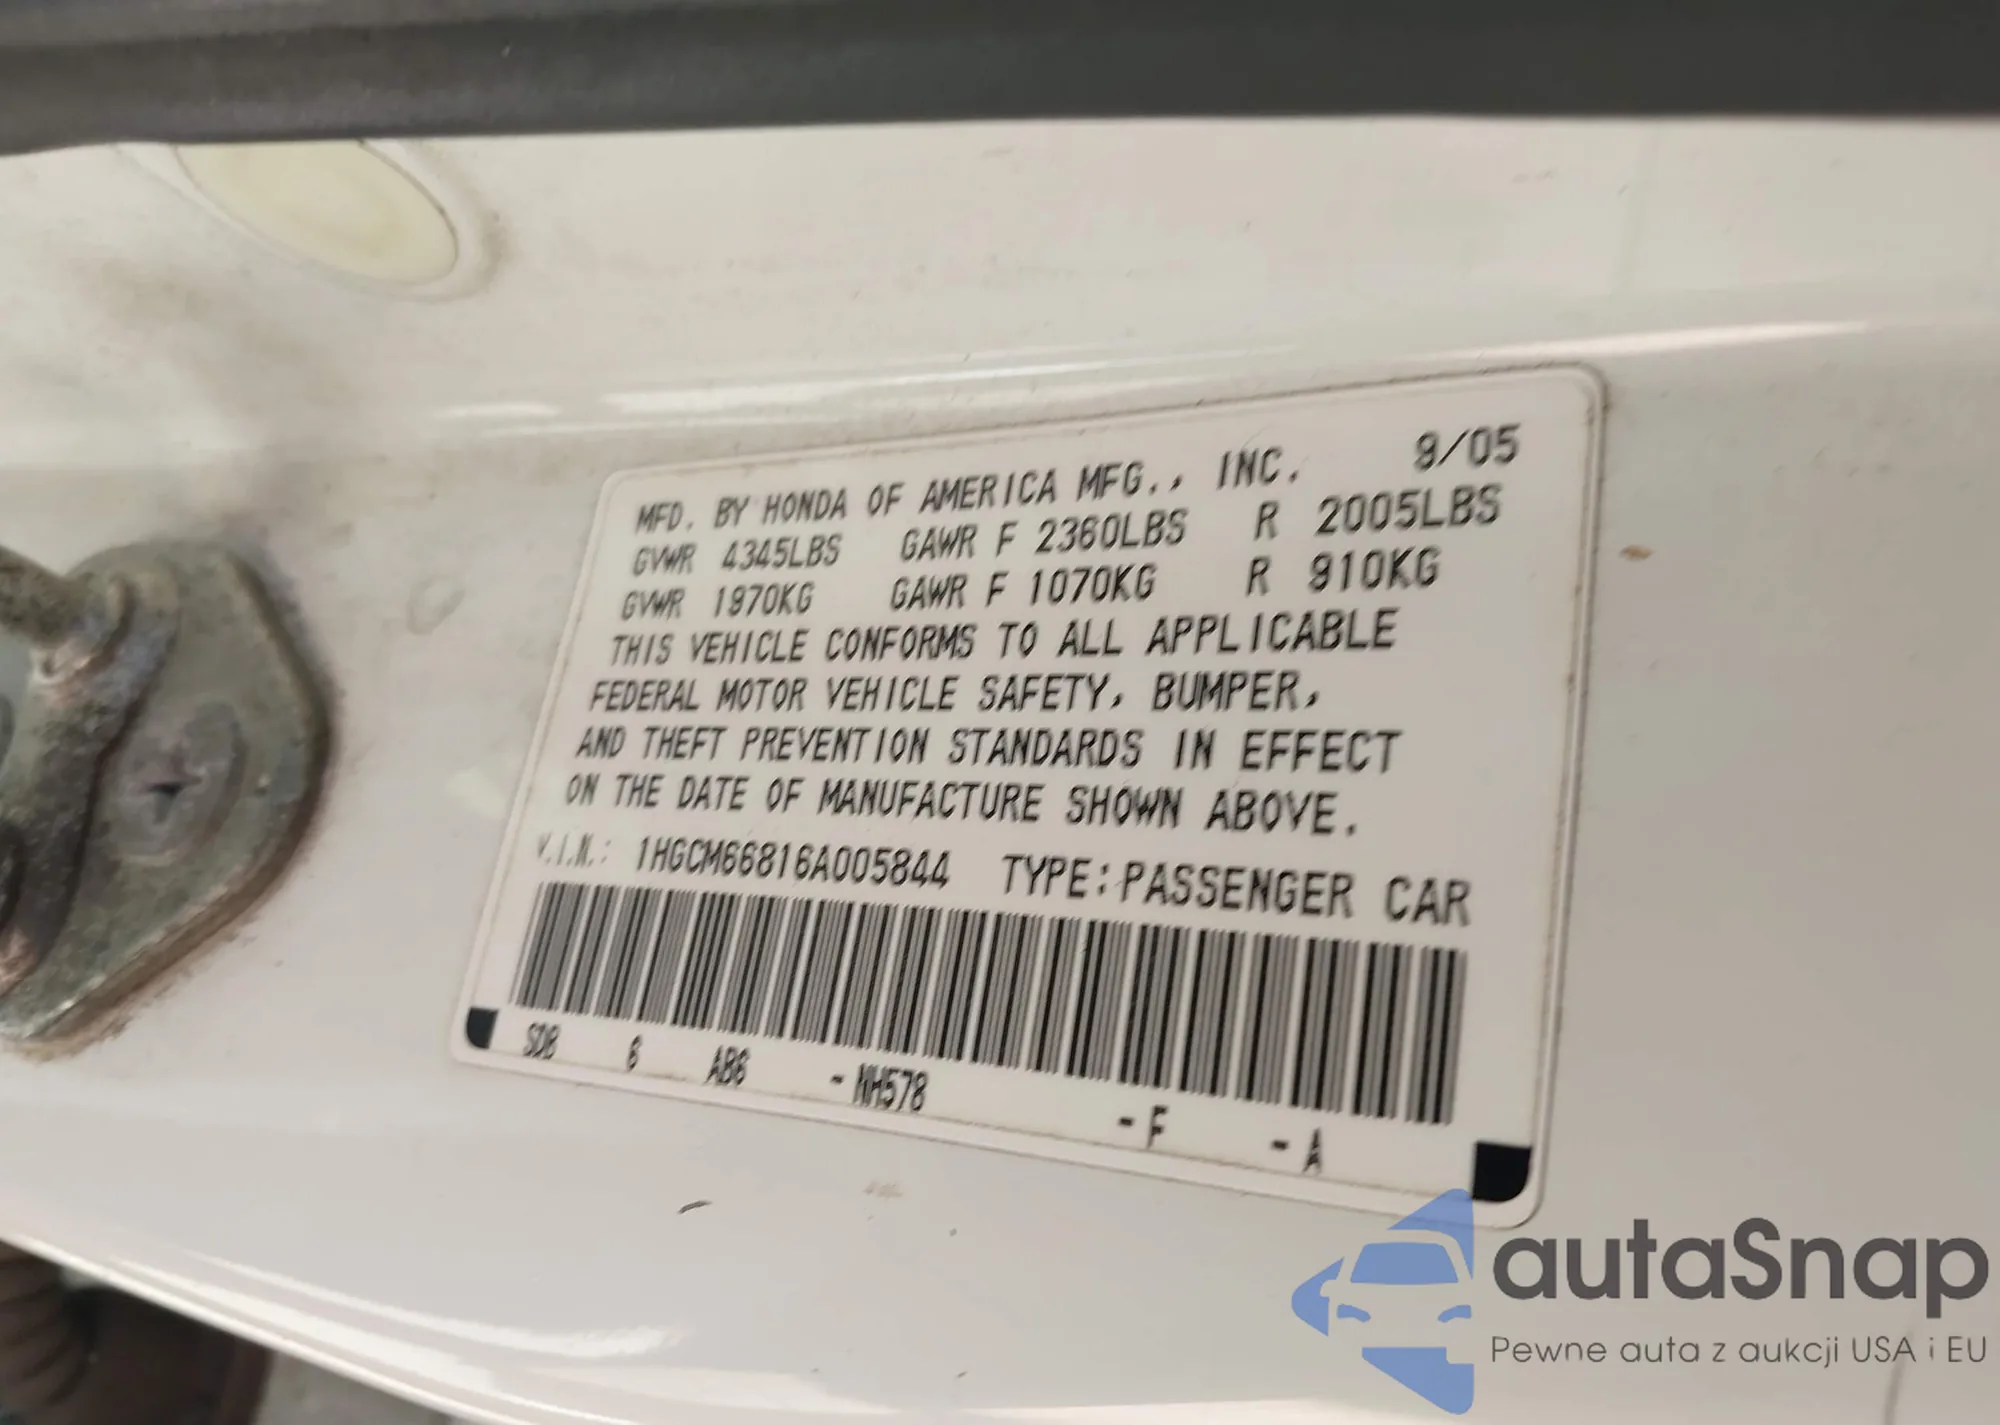 MFD. BY HONDA OF AMERICA MFG., INC. 9/05
GVWR 4345LBS GAWR F 2360LBS R 2005LBS
GVWR 1970KG GAWR F 1070KG R 910KG
THIS VEHICLE CONFORMS TO ALL APPLICABLE
FEDERAL MOTOR VEHICLE SAFETY, BUMPER,
AND THEFT PREVENTION STANDARDS IN EFFECT
ON THE DATE OF MANUFACTURE SHOWN ABOVE.
V.I.N.: 1HGCM66816A005844 TYPE:PASSENGER CAR
SDB 6 AB6 -NH578 -F -A
autaSnap
Pewne auta z aukcji USA i EU